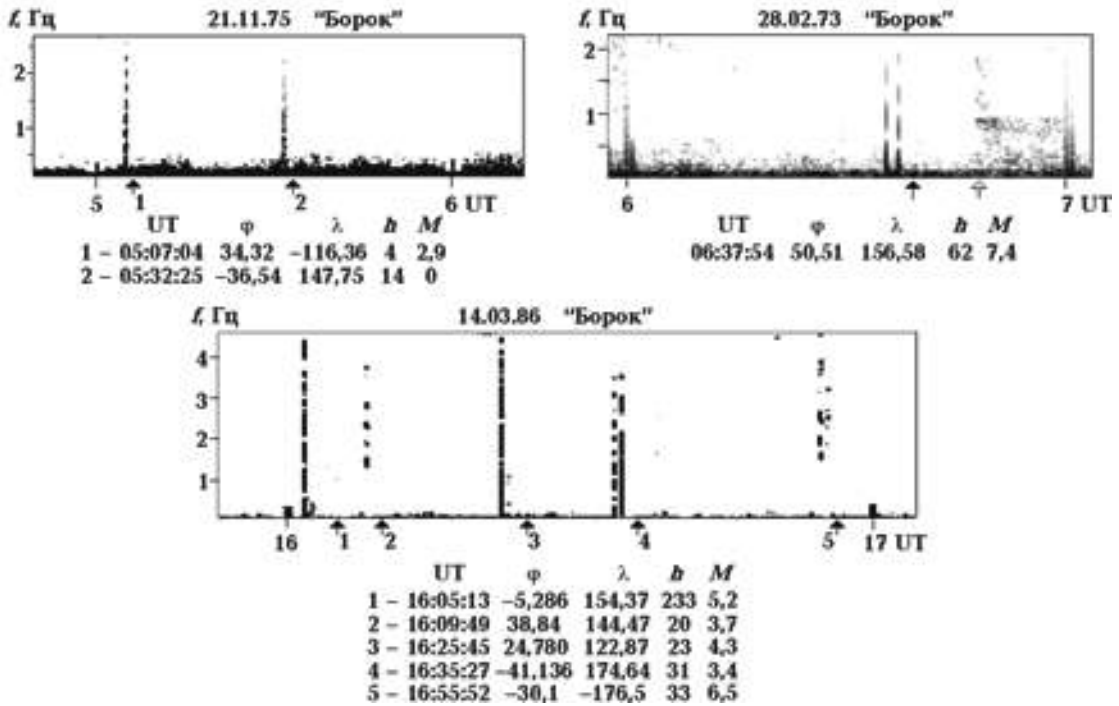 f, Гц 21.11.75 “Борок”
2
1
5 1 2 6 UT
UT φ λ h M
1 – 05:07:04 34,32 –116,36 4 2,9
2 – 05:32:25 –36,54 147,75 14 0
f, Гц 28.02.73 “Борок”
2
1
6 7 UT
UT φ λ h M
06:37:54 50,51 156,58 62 7,4
f, Гц 14.03.86 “Борок”
4
3
2
1
16 1 2 3 4 5 17 UT
UT φ λ h M
1 – 16:05:13 –5,286 154,37 233 5,2
2 – 16:09:49 38,84 144,47 20 3,7
3 – 16:25:45 24,780 122,87 23 4,3
4 – 16:35:27 –41,136 174,64 31 3,4
5 – 16:55:52 –30,1 –176,5 33 6,5